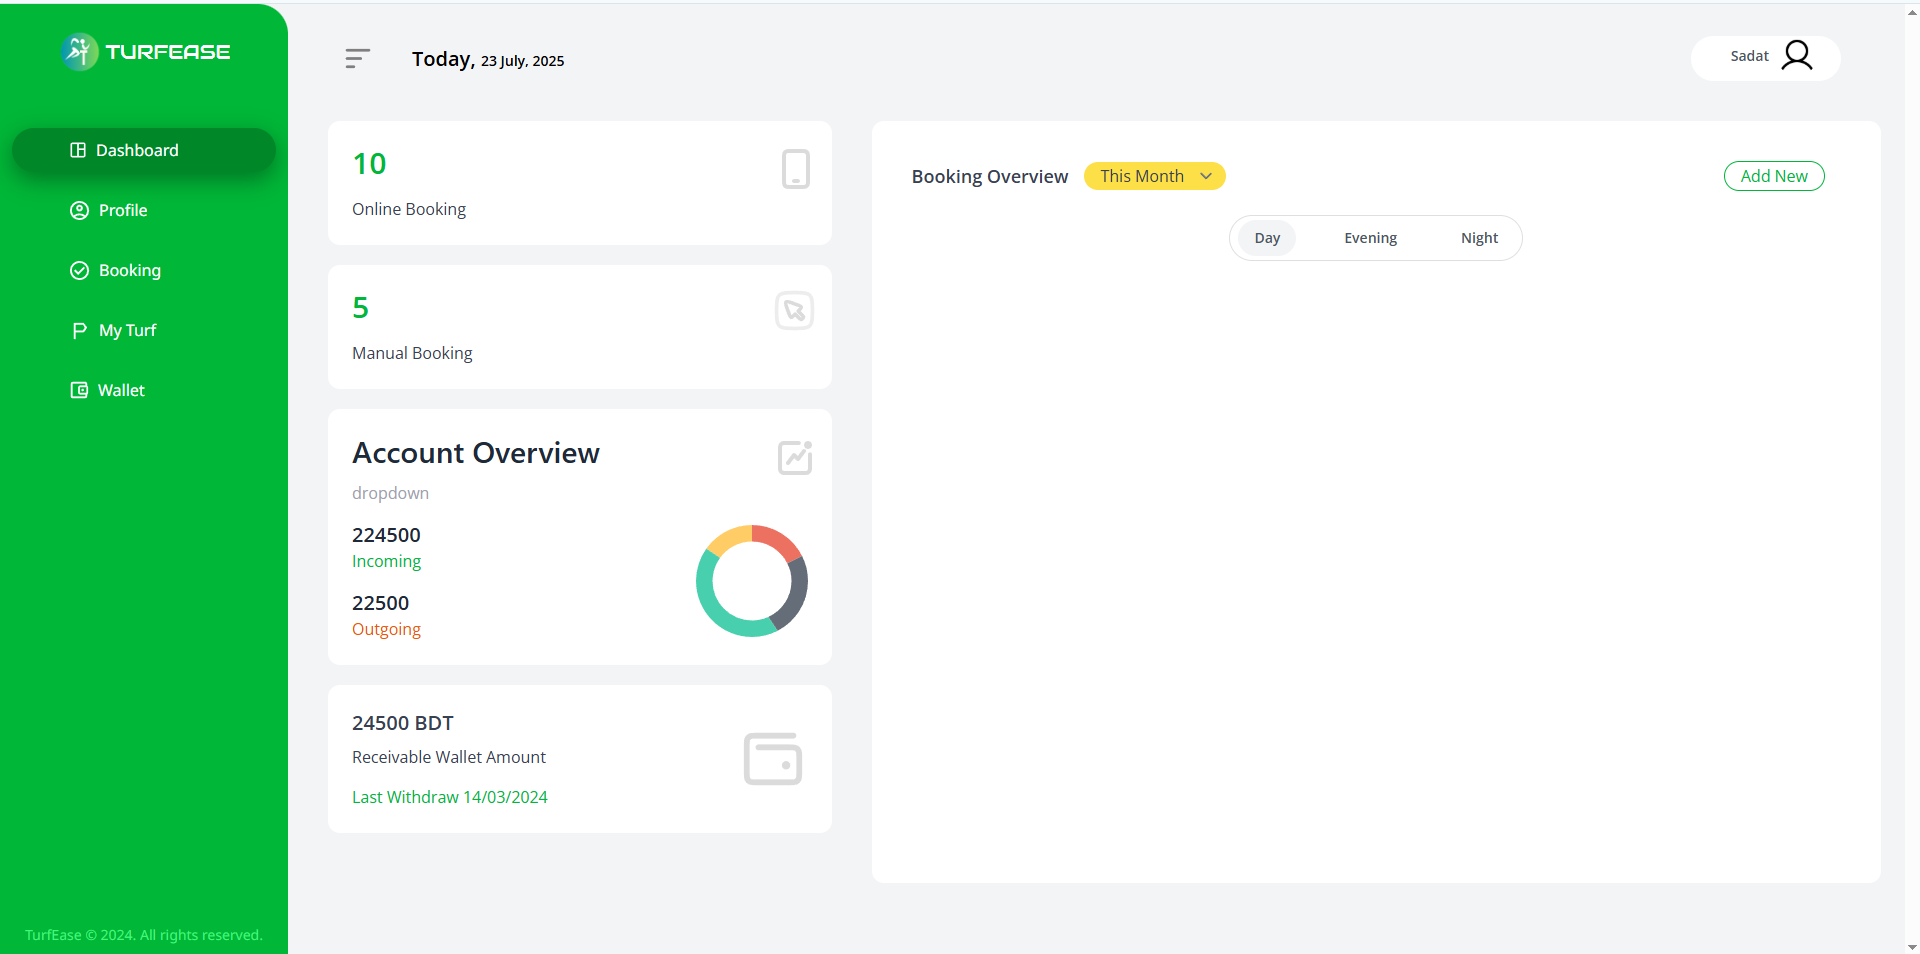 TURFEASE
Dashboard
Profile
Booking
My Turf
Wallet
TurfEase © 2024. All rights reserved.
Today, 23 July, 2025
Sadat
10
Online Booking
5
Manual Booking
Account Overview
dropdown
224500
Incoming
22500
Outgoing
24500 BDT
Receivable Wallet Amount
Last Withdraw 14/03/2024
Booking Overview This Month
Add New
Day Evening Night